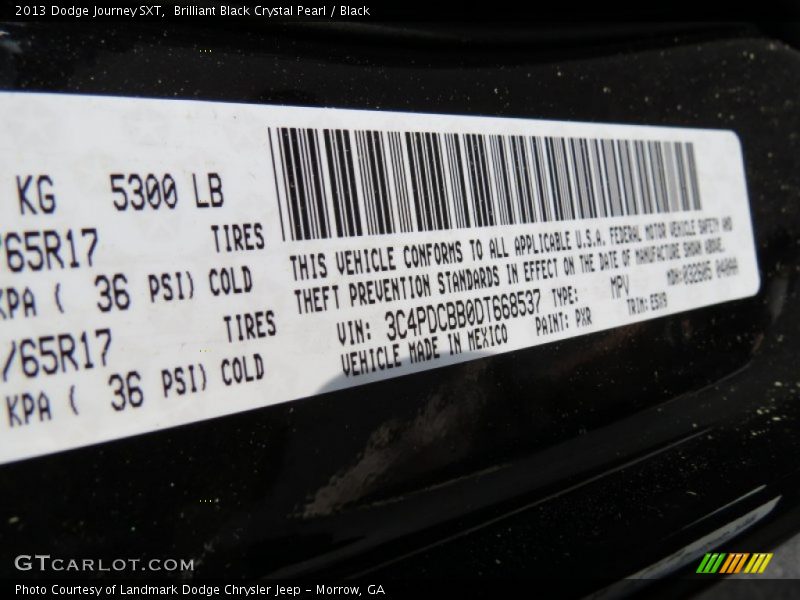 2013 Dodge Journey SXT, Brilliant Black Crystal Pearl / Black
KG 5300 LB
/65R17 TIRES
KPA ( 36 PSI) COLD
/65R17 TIRES
KPA ( 36 PSI) COLD
THIS VEHICLE CONFORMS TO ALL APPLICABLE U.S.A. FEDERAL MOTOR VEHICLE SAFETY AND
THEFT PREVENTION STANDARDS IN EFFECT ON THE DATE OF MANUFACTURE SHOWN ABOVE.
VIN: 3C4PDCBB0DT668537 TYPE: MPV
VEHICLE MADE IN MEXICO PAINT: PXR TRIM: E5X9
GTCARLOT.COM
Photo Courtesy of Landmark Dodge Chrysler Jeep – Morrow, GA